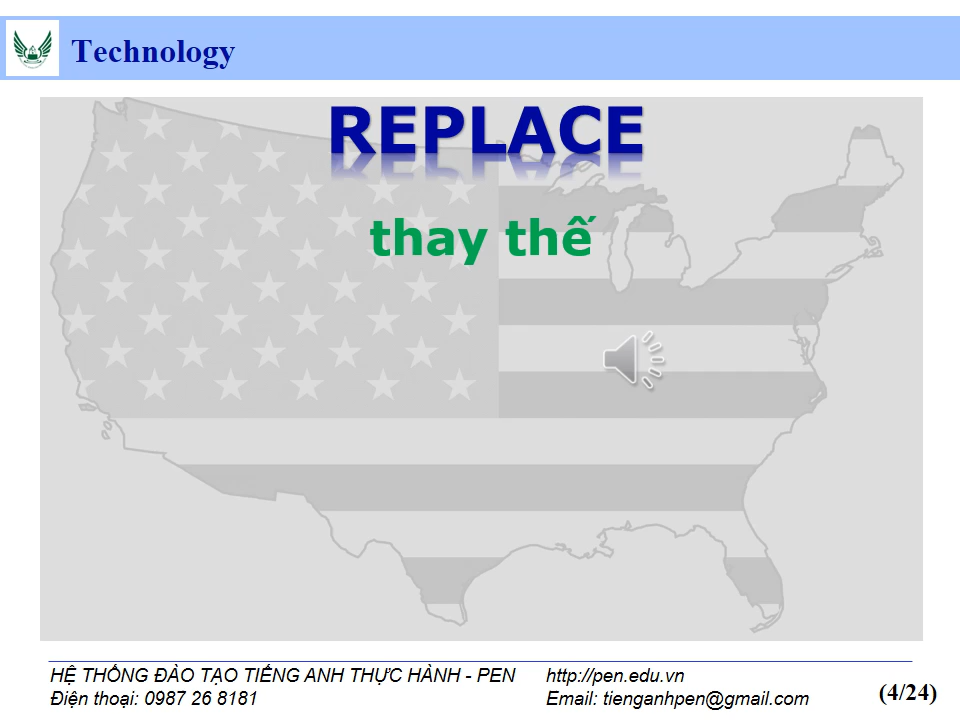 Technology
REPLACE
thay thế
HỆ THỐNG ĐÀO TẠO TIẾNG ANH THỰC HÀNH - PEN
http://pen.edu.vn
Điện thoại: 0987 26 8181
Email: tienganhpen@gmail.com
(4/24)